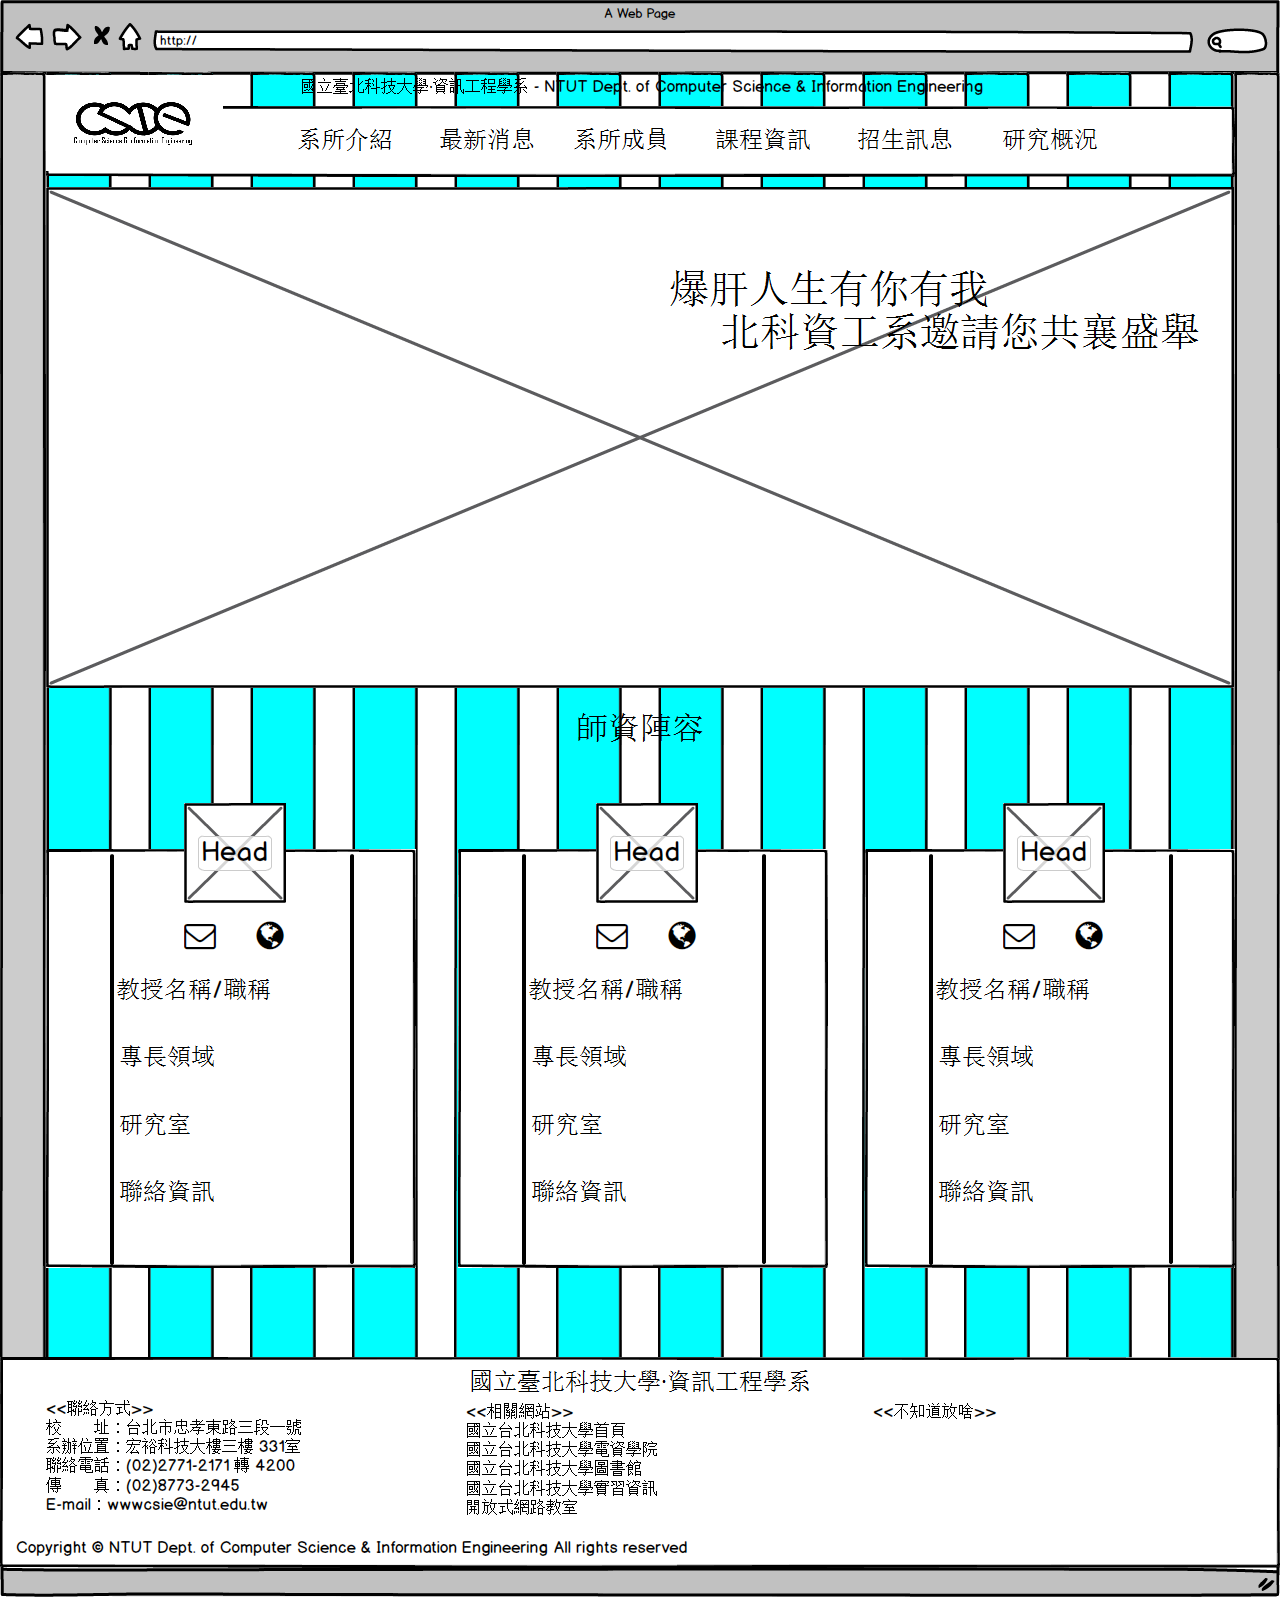 A Web Page
http://
國立臺北科技大學·資訊工程學系 - NTUT Dept. of Computer Science & Information Engineering
CSIE
Computer Science & Information Engineering
系所介紹 最新消息 系所成員 課程資訊 招生訊息 研究概況
爆肝人生有你有我
北科資工系邀請您共襄盛舉
師資陣容
Head
教授名稱/職稱
專長領域
研究室
聯絡資訊
Head
教授名稱/職稱
專長領域
研究室
聯絡資訊
Head
教授名稱/職稱
專長領域
研究室
聯絡資訊
國立臺北科技大學·資訊工程學系
<<聯絡方式>>
校　　址：台北市忠孝東路三段一號
系辦位置：宏裕科技大樓三樓 331室
聯絡電話：(02)2771-2171 轉 4200
傳　　真：(02)8773-2945
E-mail：wwwcsie@ntut.edu.tw
<<相關網站>>
國立台北科技大學首頁
國立台北科技大學電資學院
國立台北科技大學圖書館
國立台北科技大學實習資訊
開放式網路教室
<<不知道放啥>>
Copyright © NTUT Dept. of Computer Science & Information Engineering All rights reserved